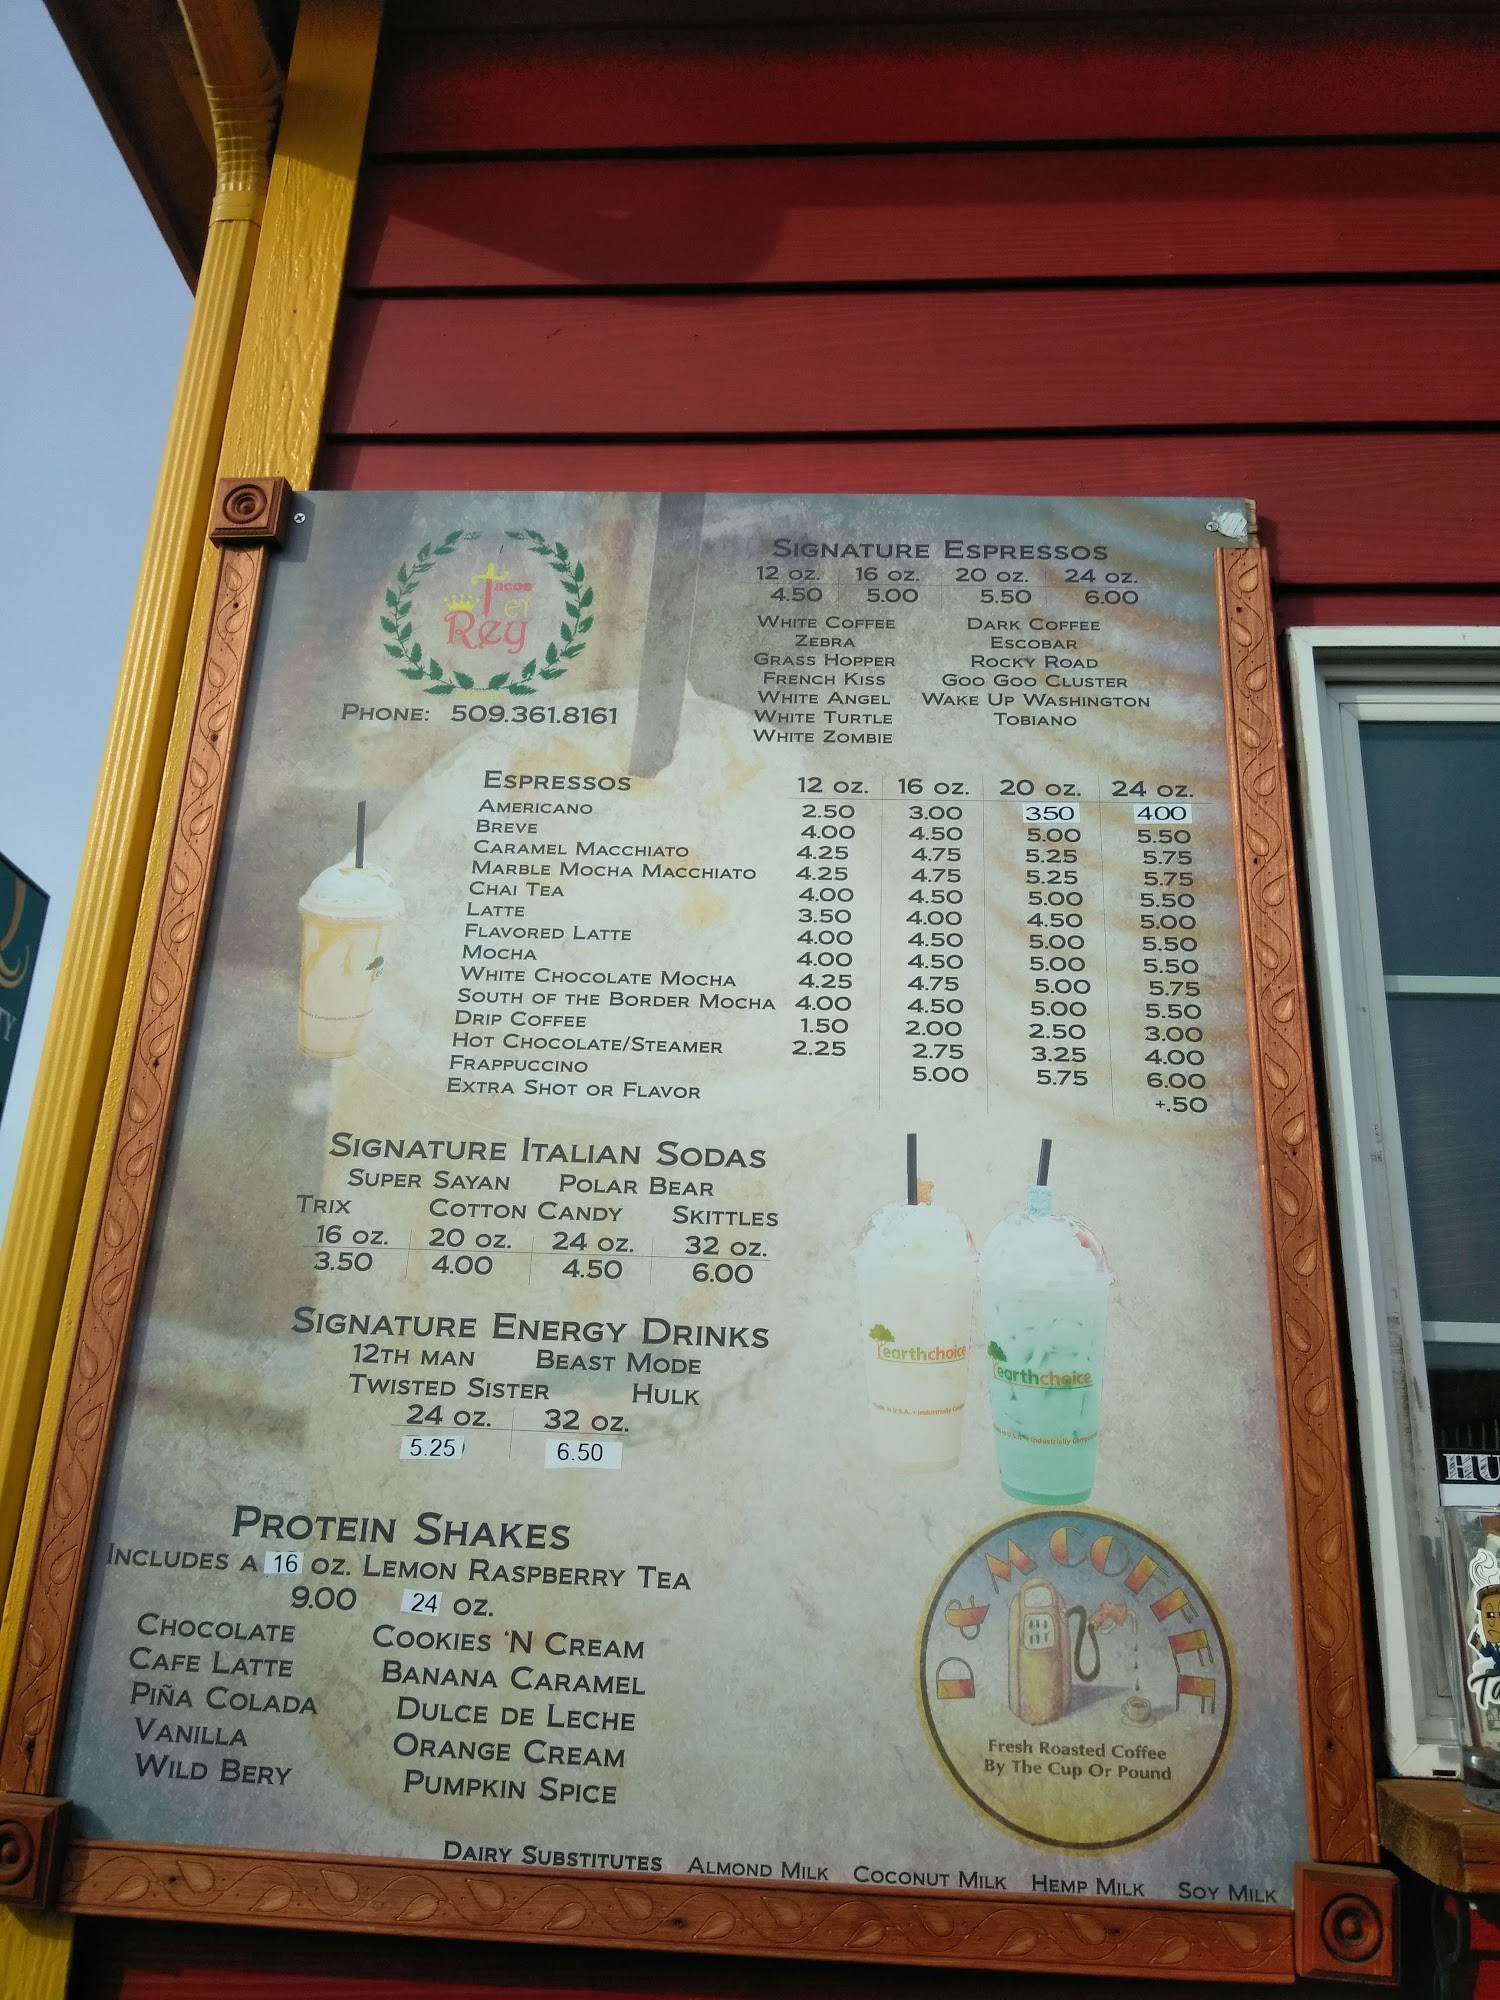 Tacos
el
Rey
Phone: 509.361.8161
Signature Espressos
12 oz. 16 oz. 20 oz. 24 oz.
4.50 5.00 5.50 6.00
White Coffee Dark Coffee
Zebra Escobar
Grass Hopper Rocky Road
French Kiss Goo Goo Cluster
White Angel Wake Up Washington
White Turtle Tobiano
White Zombie
Espressos 12 oz. 16 oz. 20 oz. 24 oz.
Americano 2.50 3.00 3.50 4.00
Breve 4.00 4.50 5.00 5.50
Caramel Macchiato 4.25 4.75 5.25 5.75
Marble Mocha Macchiato 4.25 4.75 5.25 5.75
Chai Tea 4.00 4.50 5.00 5.50
Latte 3.50 4.00 4.50 5.00
Flavored Latte 4.00 4.50 5.00 5.50
Mocha 4.00 4.50 5.00 5.50
White Chocolate Mocha 4.25 4.75 5.00 5.75
South of the Border Mocha 4.00 4.50 5.00 5.50
Drip Coffee 1.50 2.00 2.50 3.00
Hot Chocolate/Steamer 2.25 2.75 3.25 4.00
Frappuccino 5.00 5.75 6.00
Extra Shot or Flavor +.50
Signature Italian Sodas
Super Sayan Polar Bear
Trix Cotton Candy Skittles
16 oz. 20 oz. 24 oz. 32 oz.
3.50 4.00 4.50 6.00
Signature Energy Drinks
12th man Beast Mode
Twisted Sister Hulk
24 oz. 32 oz.
5.25 6.50
earthchoice
Made in U.S.A. • Industrially
earthchoice
in U.S.A. • Industrially
Protein Shakes
Includes a 16 oz. Lemon Raspberry Tea
9.00 24 oz.
Chocolate Cookies 'N Cream
Cafe Latte Banana Caramel
Piña Colada Dulce de Leche
Vanilla Orange Cream
Wild Bery Pumpkin Spice
D & M COFFEE
Fresh Roasted Coffee
By The Cup Or Pound
Dairy Substitutes Almond Milk Coconut Milk Hemp Milk Soy Milk
HU